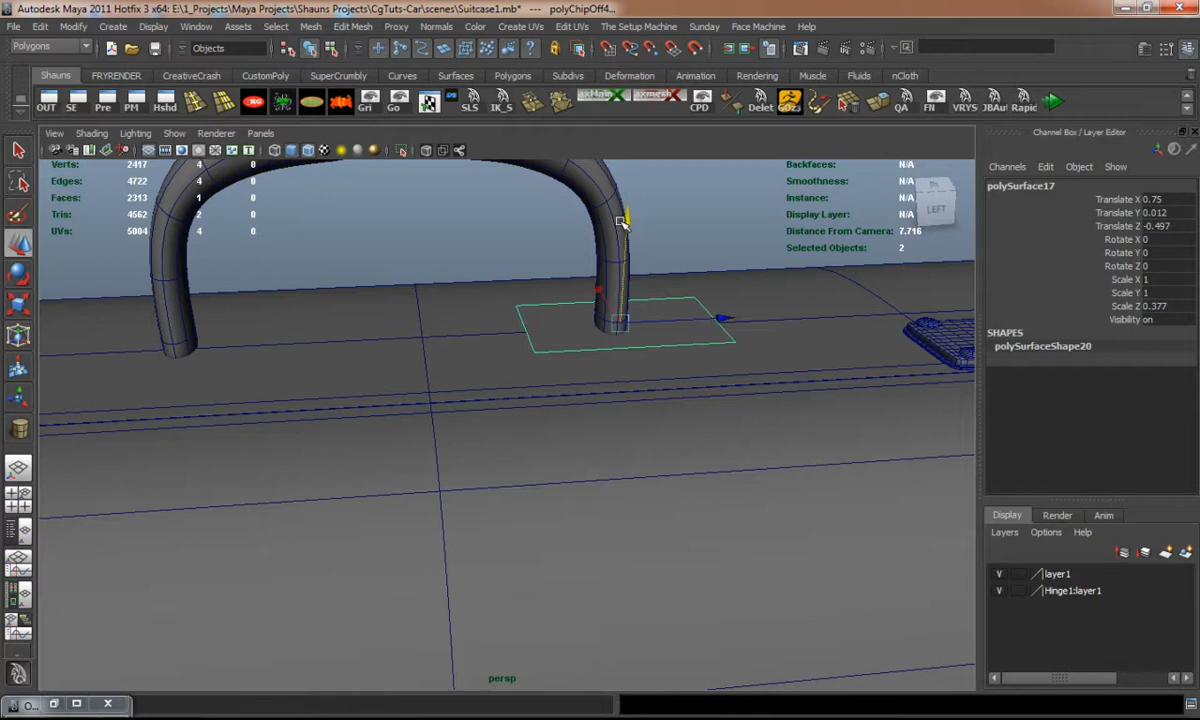 Autodesk Maya 2011 Hotfix 3 x64: E:\1_Projects\Maya Projects\Shauns Projects\CgTuts-Car\scenes\Suitcase1.mb* --- polyChipOff4...
File Edit Modify Create Display Window Assets Select Mesh Edit Mesh Proxy Normals Color Create UVs Edit UVs The Setup Machine Sunday Face Machine Help
Polygons Objects
Shauns FRYRENDER CreativeCrash CustomPoly SuperCrumbly Curves Surfaces Polygons Subdivs Deformation Animation Rendering Muscle Fluids nCloth
OUT SE Pre PM Hshd Gri Go SLS IK_S axMain axmesh CPD Delet GOz3 QA FN VRYS JBAut Rapic
View Shading Lighting Show Renderer Panels
Channel Box / Layer Editor
Channels Edit Object Show
Verts: 2417 4 0
Edges: 4722 4 0
Faces: 2313 1 0
Tris: 4562 2 0
UVs: 5004 4 0
Backfaces: N/A
Smoothness: N/A
Instance: N/A
Display Layer: N/A
Distance From Camera: 7.716
Selected Objects: 2
LEFT
persp
polySurface17
Translate X 0.75
Translate Y 0.012
Translate Z -0.497
Rotate X 0
Rotate Y 0
Rotate Z 0
Scale X 1
Scale Y 1
Scale Z 0.377
Visibility on
SHAPES
polySurfaceShape20
Display Render Anim
Layers Options Help
V layer1
V Hinge1:layer1
O...